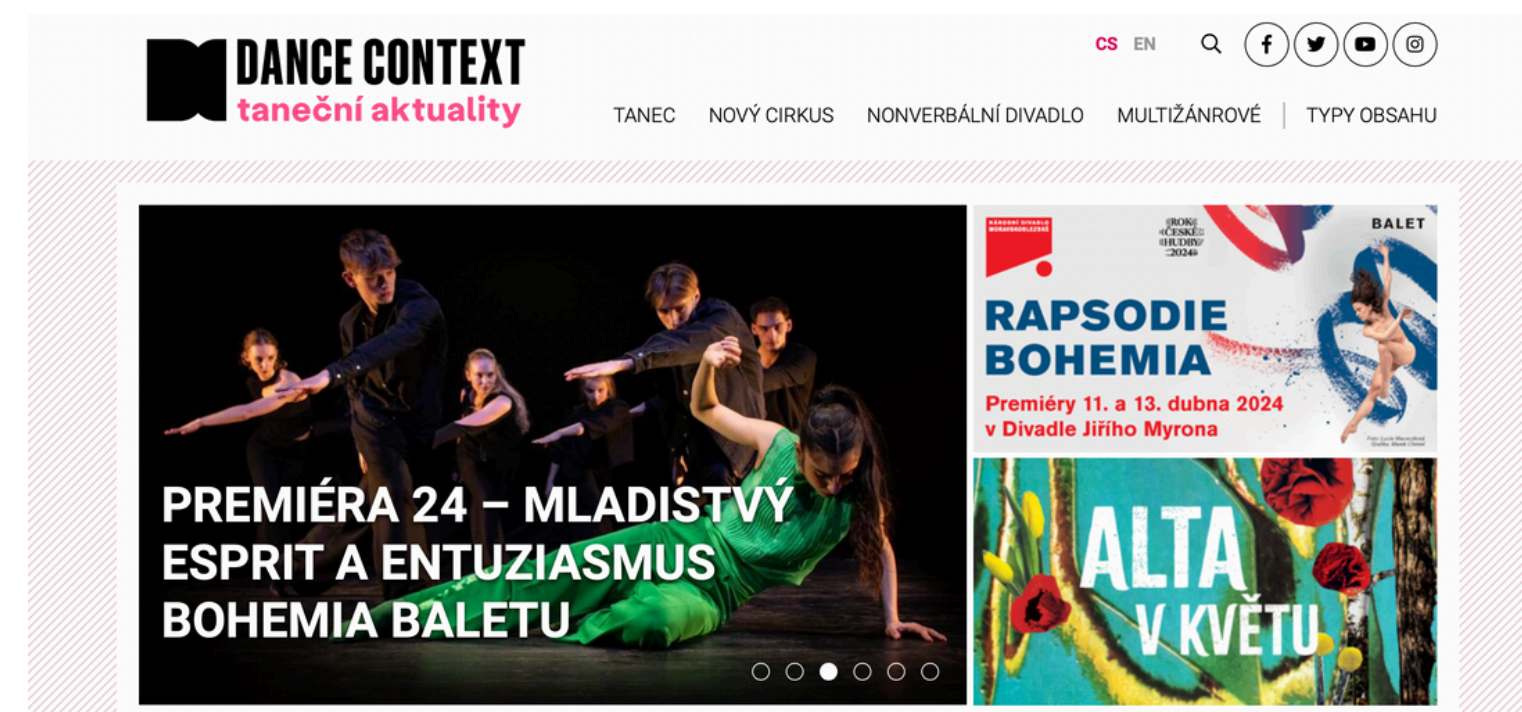 DANCE CONTEXT
taneční aktuality
CS EN
TANEC NOVÝ CIRKUS NONVERBÁLNÍ DIVADLO MULTIŽÁNROVÉ TYPY OBSAHU
PREMIÉRA 24 – MLADISTVÝ
ESPRIT A ENTUZIASMUS
BOHEMIA BALETU
NÁRODNÍ DIVADLO
MORAVSKOSLEZSKÉ
ROK
ČESKÉ
HUDBY
2024
BALET
RAPSODIE
BOHEMIA
Premiéry 11. a 13. dubna 2024
v Divadle Jiřího Myrona
ALTA
V KVĚTU